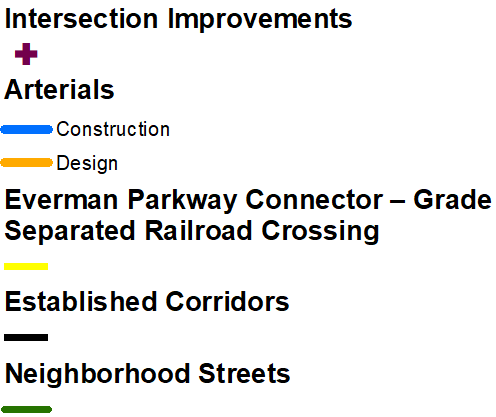 Intersection Improvements
Arterials
Construction
Design
Everman Parkway Connector – Grade
Separated Railroad Crossing
Established Corridors
Neighborhood Streets